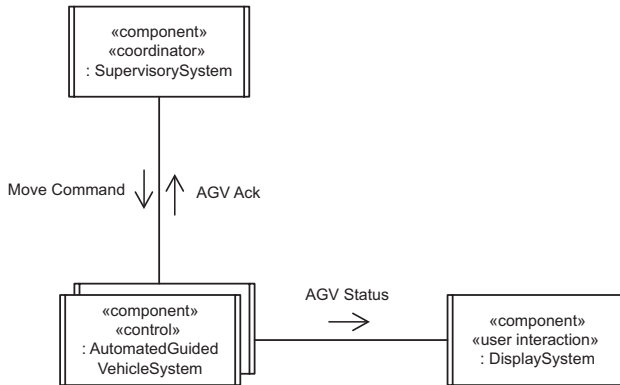 «component»
«coordinator»
: SupervisorySystem
Move Command
AGV Ack
«component»
«control»
: AutomatedGuided
VehicleSystem
AGV Status
«component»
«user interaction»
: DisplaySystem